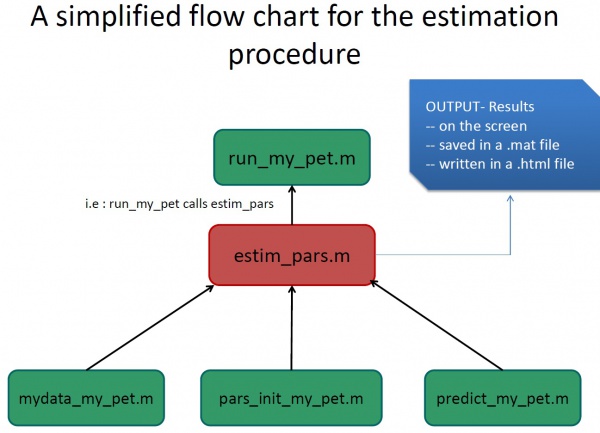 A simplified flow chart for the estimation
procedure
OUTPUT- Results
-- on the screen
-- saved in a .mat file
-- written in a .html file
run_my_pet.m
i.e : run_my_pet calls estim_pars
estim_pars.m
mydata_my_pet.m
pars_init_my_pet.m
predict_my_pet.m